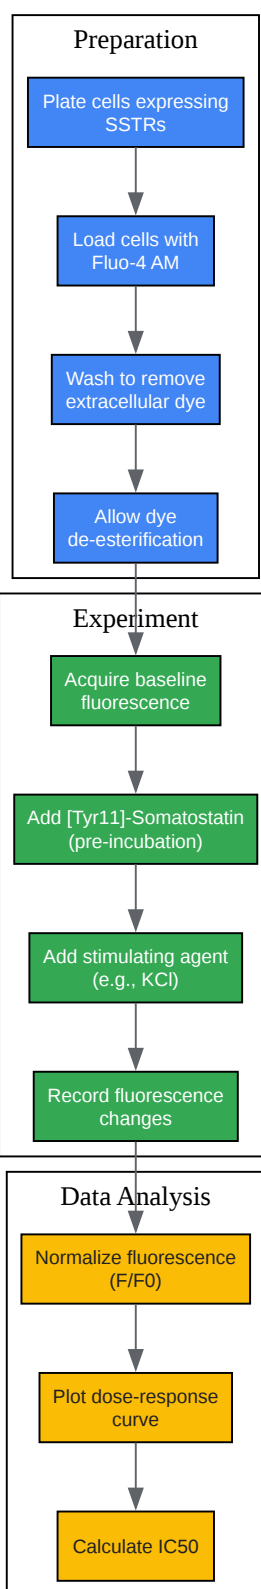 Preparation
Plate cells expressing
SSTRs
Load cells with
Fluo-4 AM
Wash to remove
extracellular dye
Allow dye
de-esterification
Experiment
Acquire baseline
fluorescence
Add [Tyr11]-Somatostatin
(pre-incubation)
Add stimulating agent
(e.g., KCl)
Record fluorescence
changes
Data Analysis
Normalize fluorescence
(F/F0)
Plot dose-response
curve
Calculate IC50